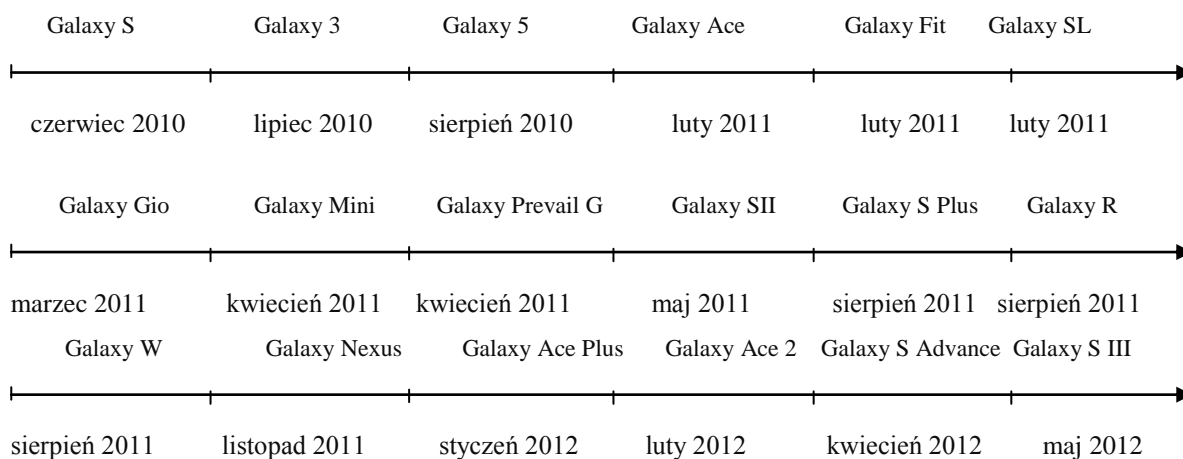 Galaxy S Galaxy 3 Galaxy 5 Galaxy Ace Galaxy Fit Galaxy SL
czerwiec 2010 lipiec 2010 sierpień 2010 luty 2011 luty 2011 luty 2011
Galaxy Gio Galaxy Mini Galaxy Prevail G Galaxy SII Galaxy S Plus Galaxy R
marzec 2011 kwiecień 2011 kwiecień 2011 maj 2011 sierpień 2011 sierpień 2011
Galaxy W Galaxy Nexus Galaxy Ace Plus Galaxy Ace 2 Galaxy S Advance Galaxy S III
sierpień 2011 listopad 2011 styczeń 2012 luty 2012 kwiecień 2012 maj 2012